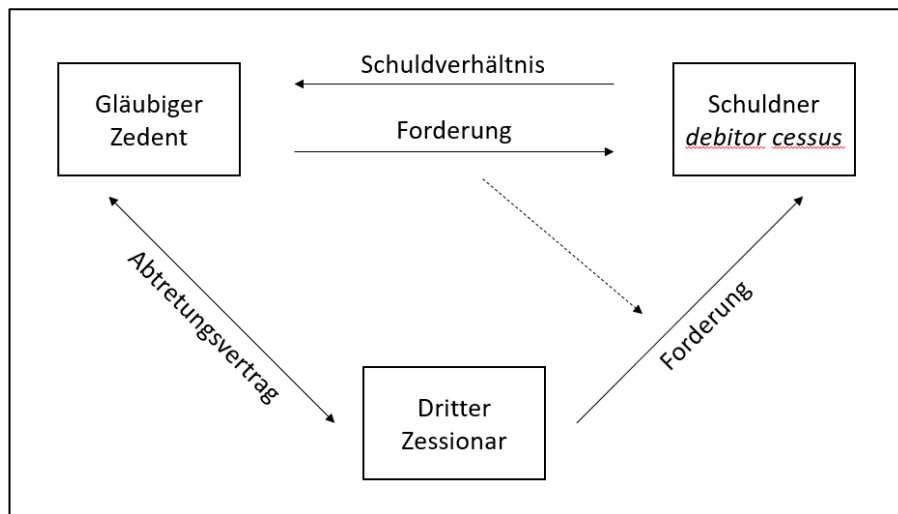 Schuldverhältnis
Gläubiger
Zedent
Schuldner
debitor cessus
Forderung
Abtretungsvertrag
Forderung
Dritter
Zessionar